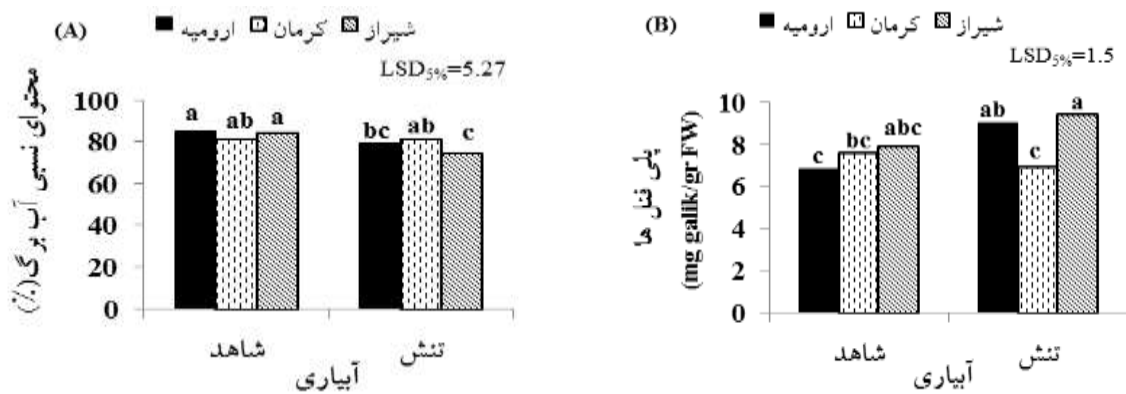 (A)
ارومیه کرمان شیراز
LSD5%=5.27
محتوای نسبی آب برگ(٪)
100
80
60
40
20
0
a ab a bc ab c
شاهد تنش
آبیاری
(B)
ارومیه کرمان شیراز
LSD5%=1.5
پلی فنل ها
(mg galik/gr FW)
10
8
6
4
2
0
c bc abc ab c a
شاهد تنش
آبیاری